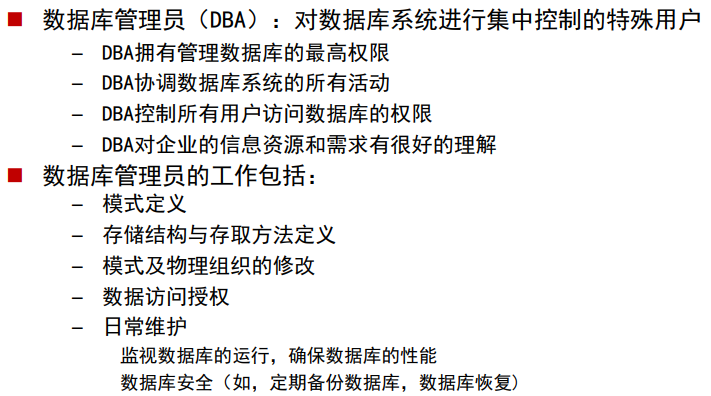 ■ 数据库管理员（DBA）：对数据库系统进行集中控制的特殊用户
– DBA拥有管理数据库的最高权限
– DBA协调数据库系统的所有活动
– DBA控制所有用户访问数据库的权限
– DBA对企业的信息资源和需求有很好的理解
■ 数据库管理员的工作包括：
– 模式定义
– 存储结构与存取方法定义
– 模式及物理组织的修改
– 数据访问授权
– 日常维护
监视数据库的运行，确保数据库的性能
数据库安全（如，定期备份数据库，数据库恢复）